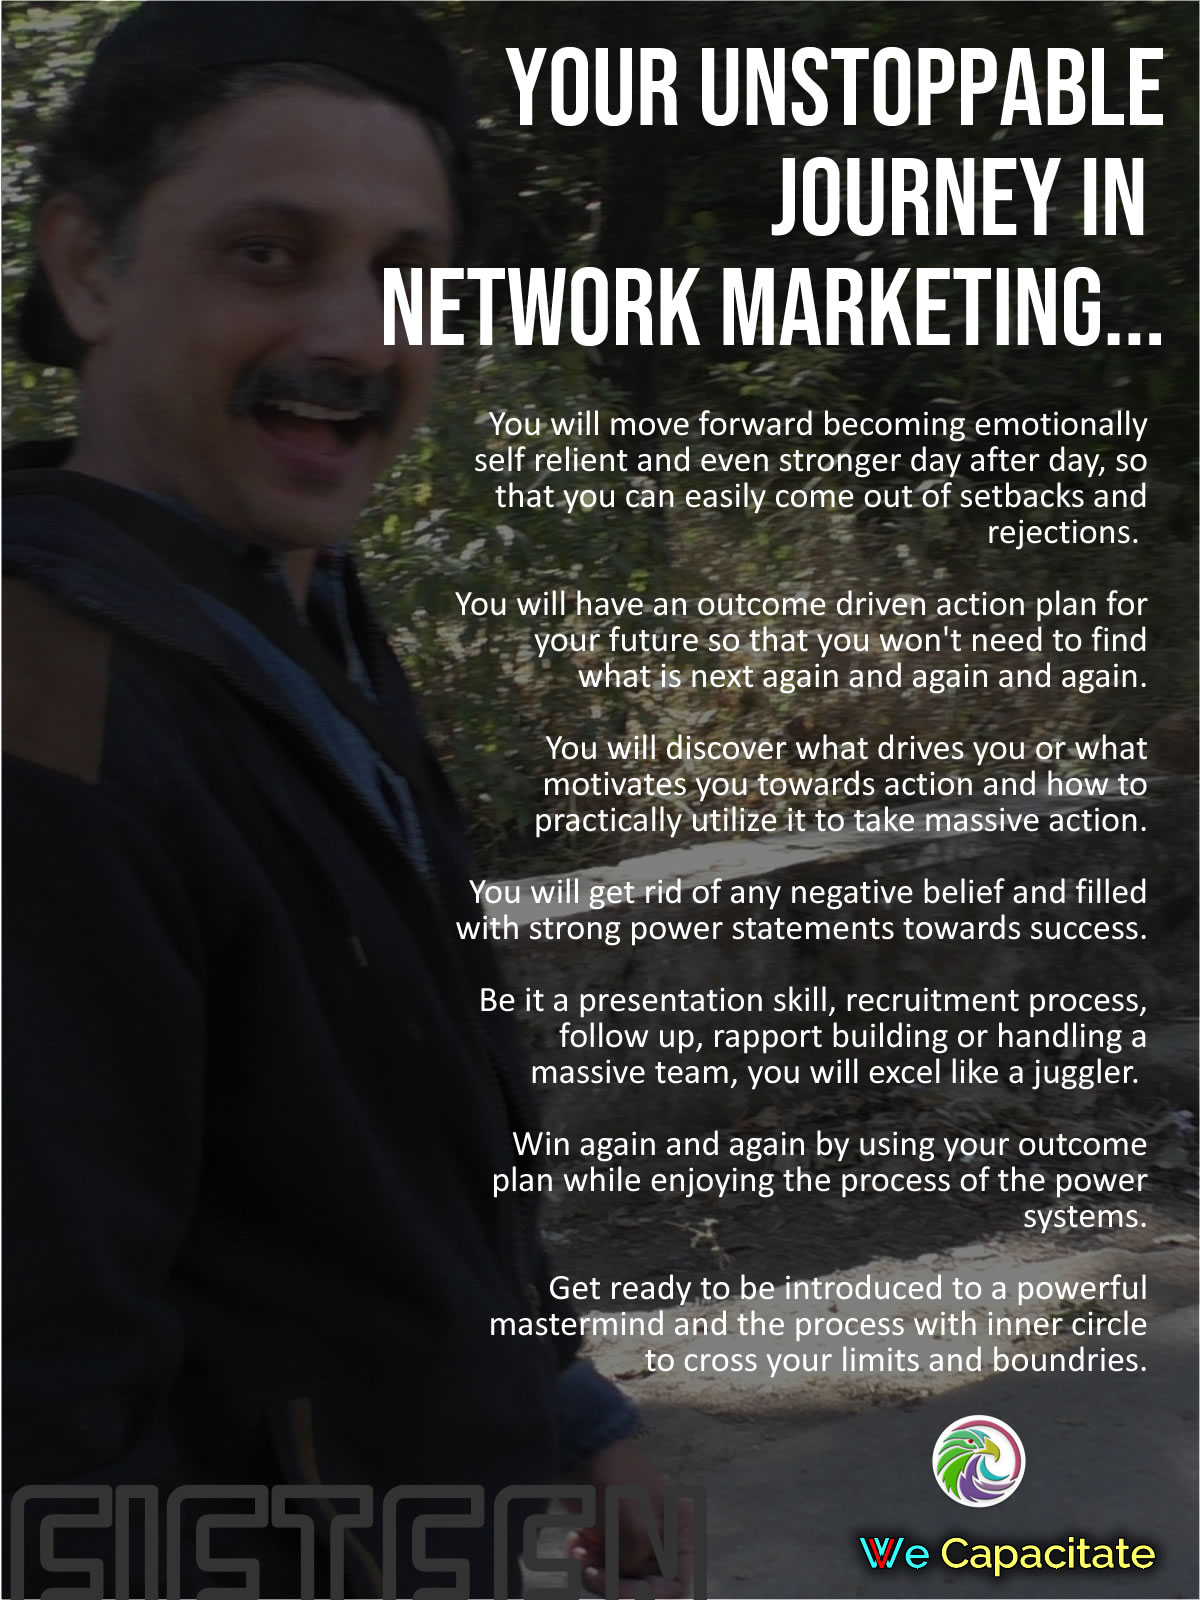 YOUR UNSTOPPABLE
JOURNEY IN
NETWORK MARKETING...
You will move forward becoming emotionally
self relient and even stronger day after day, so
that you can easily come out of setbacks and
rejections.
You will have an outcome driven action plan for
your future so that you won't need to find
what is next again and again and again.
You will discover what drives you or what
motivates you towards action and how to
practically utilize it to take massive action.
You will get rid of any negative belief and filled
with strong power statements towards success.
Be it a presentation skill, recruitment process,
follow up, rapport building or handling a
massive team, you will excel like a juggler.
Win again and again by using your outcome
plan while enjoying the process of the power
systems.
Get ready to be introduced to a powerful
mastermind and the process with inner circle
to cross your limits and boundries.
We Capacitate